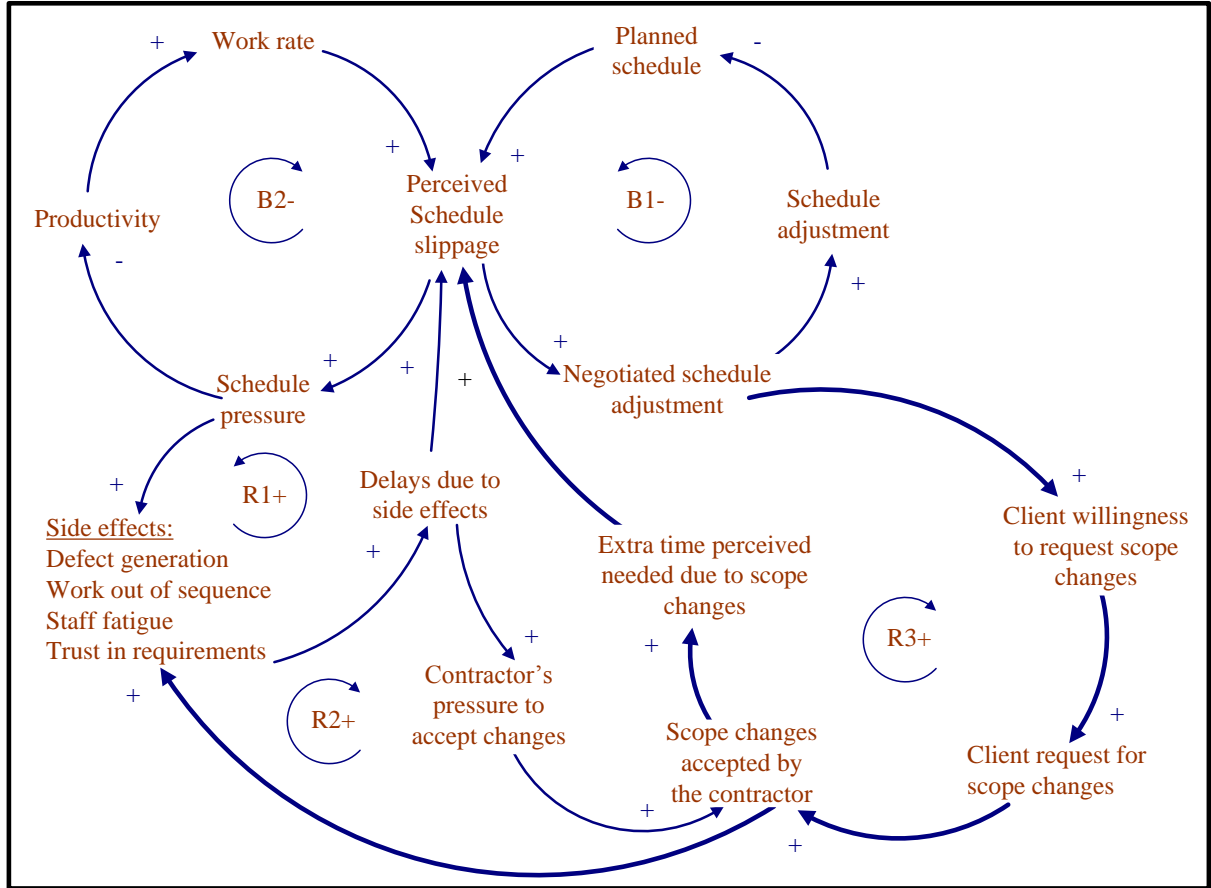 +
Work rate
Planned
schedule
-
+
+
Perceived
Schedule
slippage
B2-
B1-
Productivity
Schedule
adjustment
-
+
+
+
+
+
Schedule
pressure
Negotiated schedule
adjustment
+
R1+
Delays due to
side effects
+
Side effects:
Defect generation
Work out of sequence
Staff fatigue
Trust in requirements
+
Extra time perceived
needed due to scope
changes
Client willingness
to request scope
changes
+
+
R3+
Contractor's
pressure to
accept changes
+
R2+
+
Scope changes
accepted by
the contractor
Client request for
scope changes
+
+